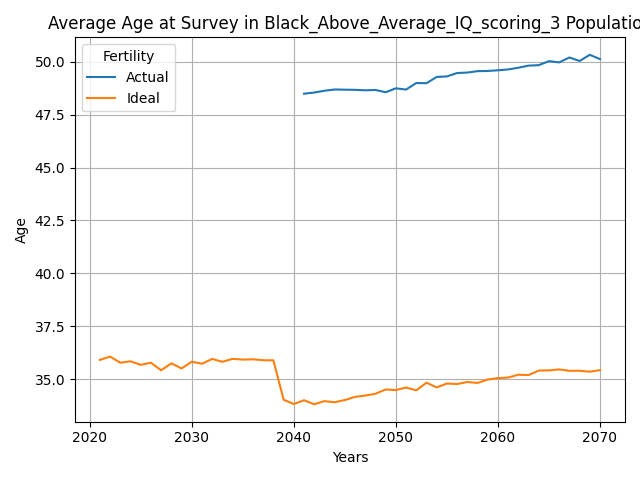 Average Age at Survey in Black_Above_Average_IQ_scoring_3 Populatio
Fertility
Actual
Ideal
50.0
47.5
45.0
42.5
40.0
37.5
35.0
Age
2020
2030
2040
2050
2060
2070
Years